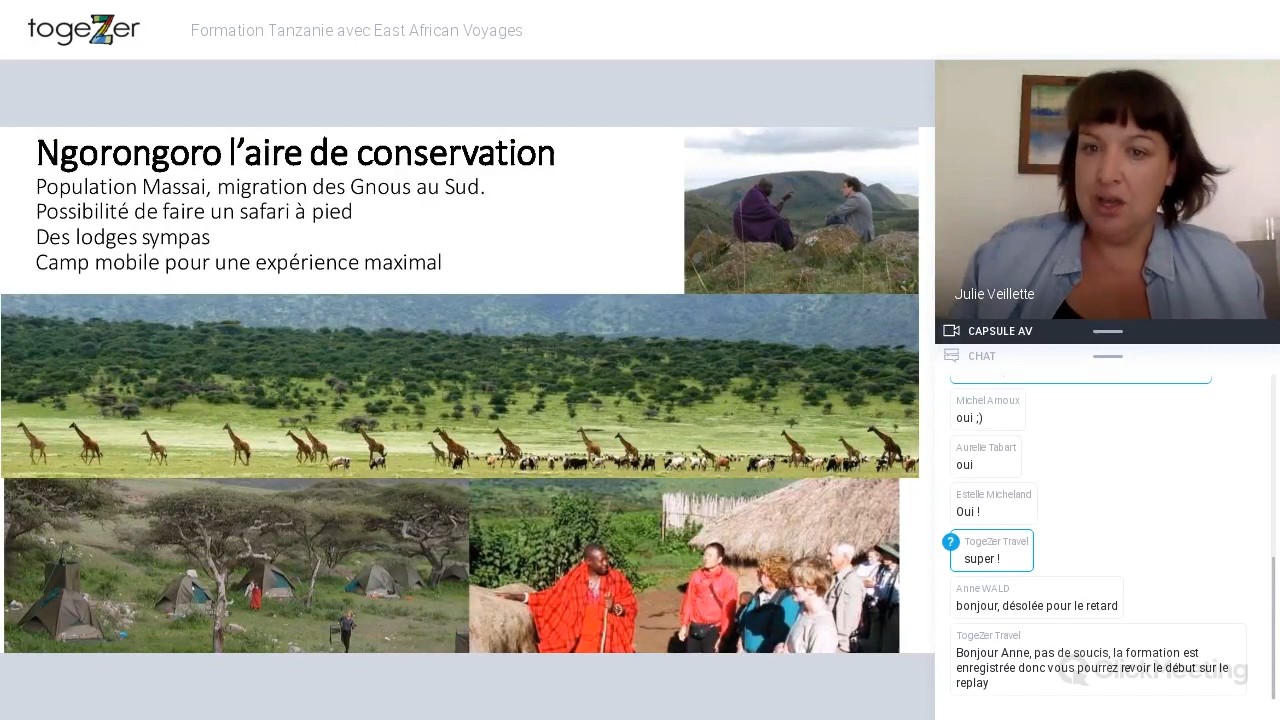 togeZer
Formation Tanzanie avec East African Voyages
Ngorongoro l’aire de conservation
Population Massai, migration des Gnous au Sud.
Possibilité de faire un safari à pied
Des lodges sympas
Camp mobile pour une expérience maximal
Julie Veillette
CAPSULE AV
CHAT
Michel Arnoux
oui ;)
Aurelie Tabart
oui
Estelle Micheland
Oui !
?
TogeZer Travel
super !
Anne WALD
bonjour, désolée pour le retard
TogeZer Travel
Bonjour Anne, pas de soucis, la formation est
enregistrée donc vous pourrez revoir le début sur le
replay
ClickMeeting